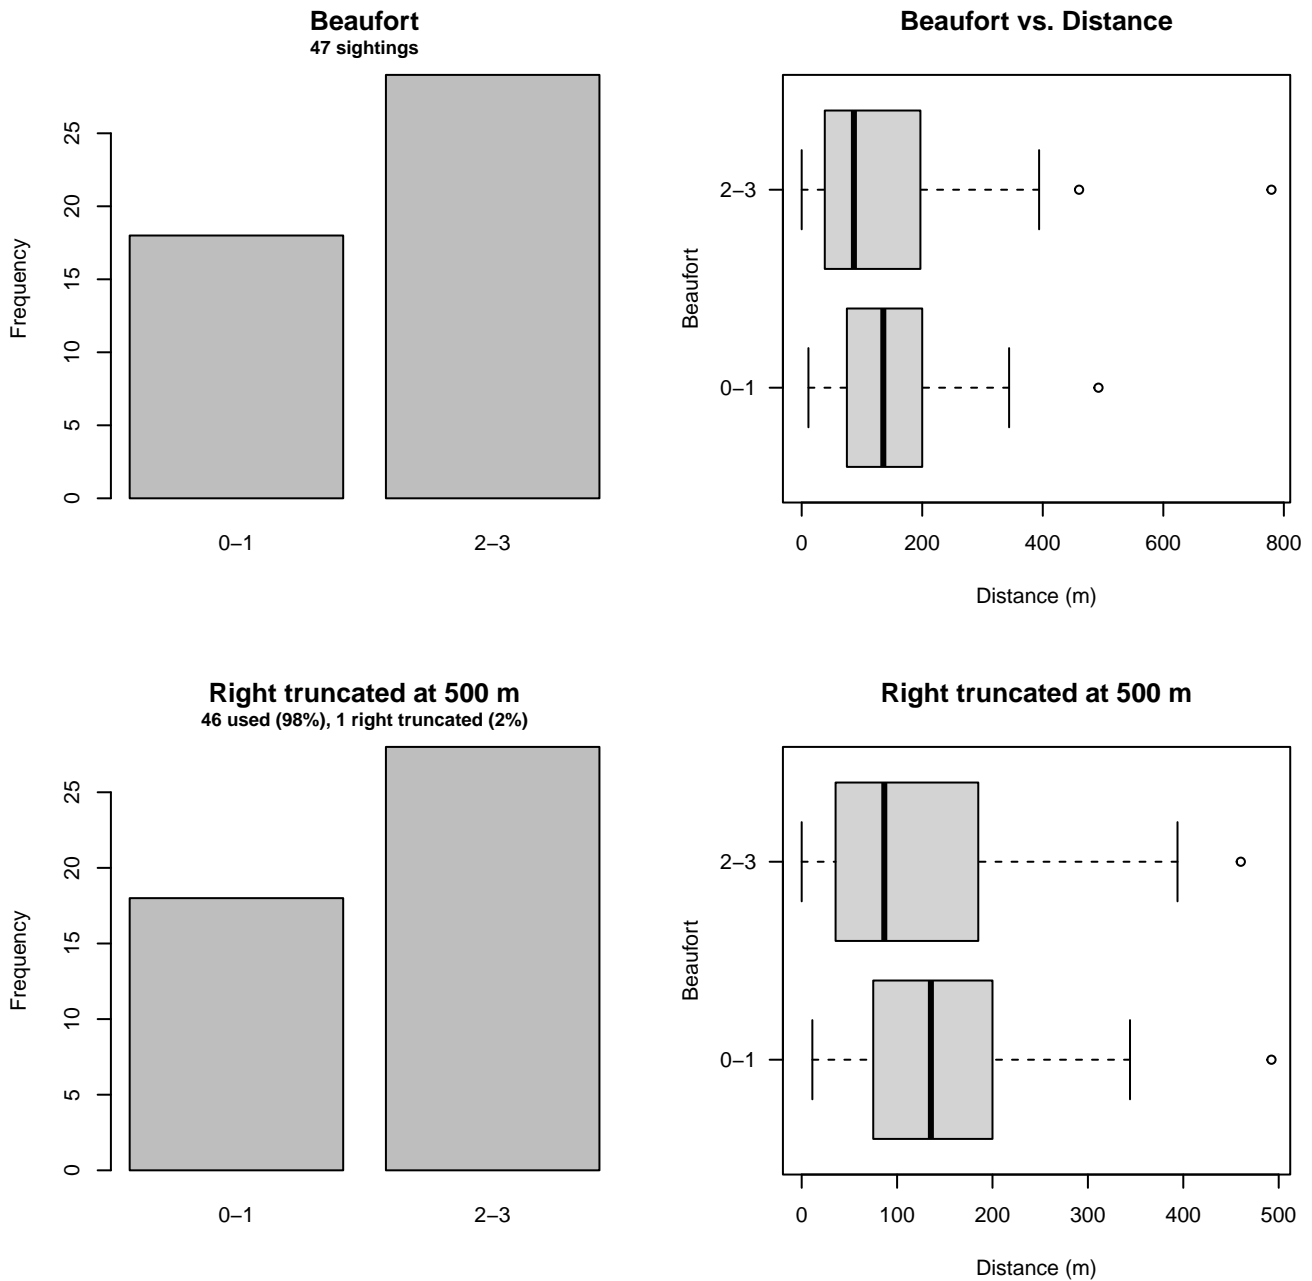 Beaufort
47 sightings
Frequency
0
5
10
15
20
25
0–1
2–3
Beaufort vs. Distance
Beaufort
2–3
0–1
0
200
400
600
800
Distance (m)
Right truncated at 500 m
46 used (98%), 1 right truncated (2%)
Frequency
0
5
10
15
20
25
0–1
2–3
Right truncated at 500 m
Beaufort
2–3
0–1
0
100
200
300
400
500
Distance (m)